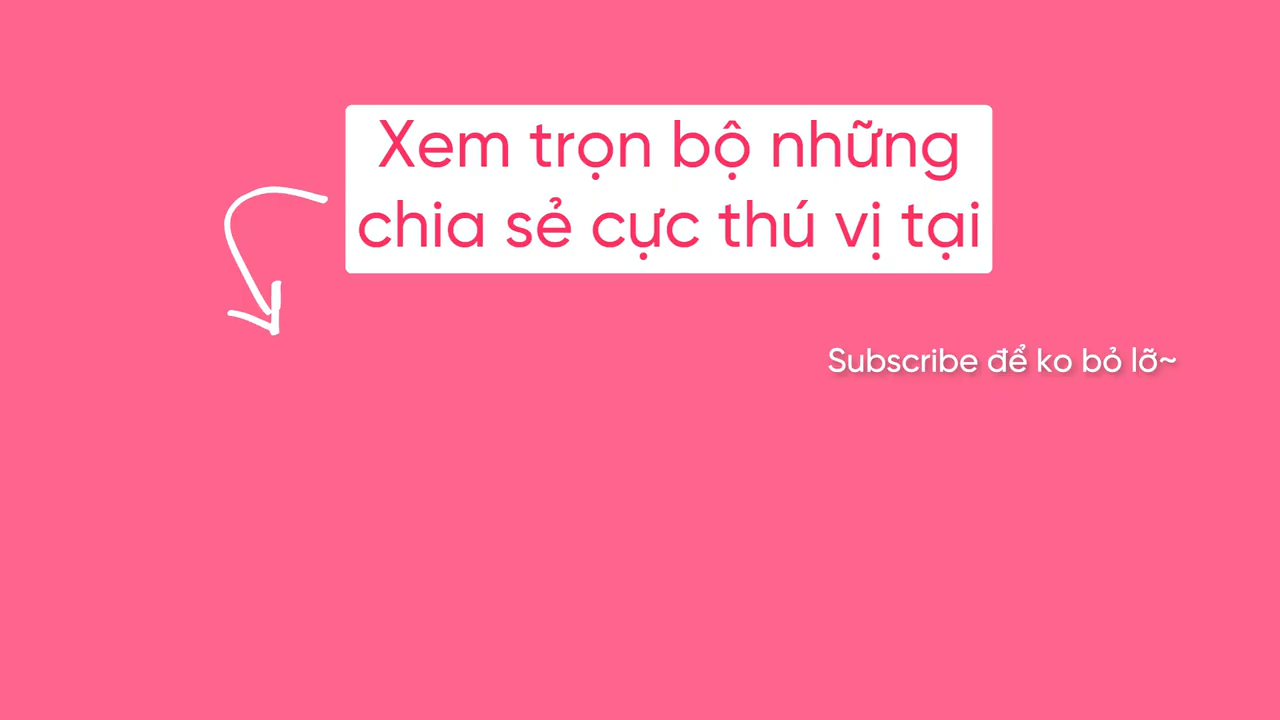 Xem trọn bộ những
chia sẻ cực thú vị tại
Subscribe để ko bỏ lỡ~